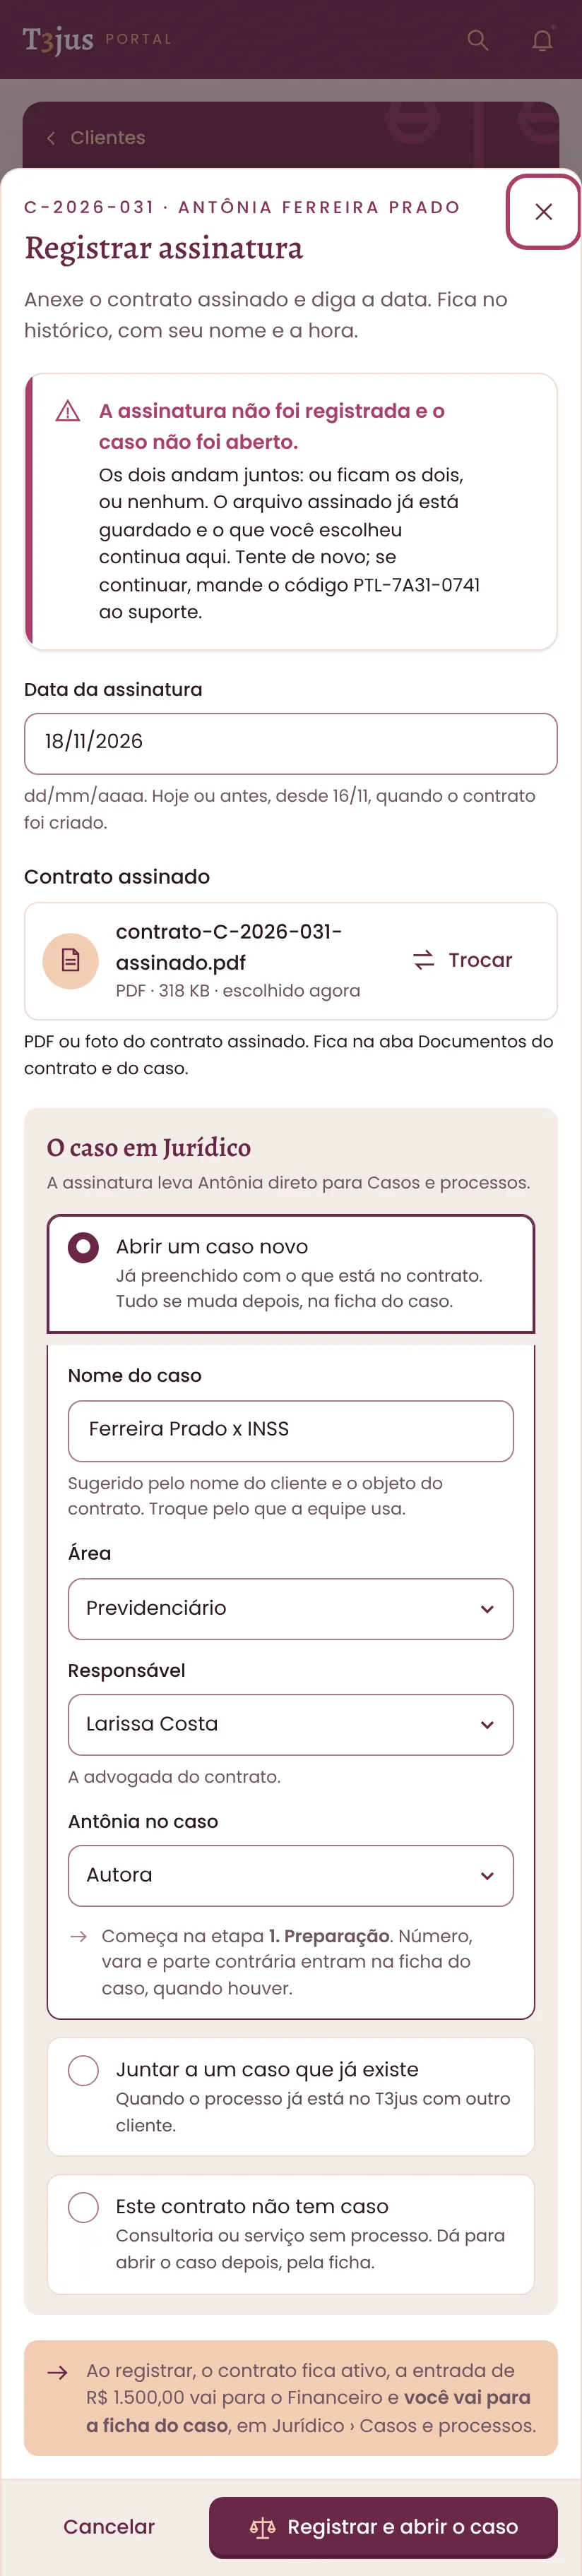 T3jus PORTAL
Clientes
C-2026-031 · ANTÔNIA FERREIRA PRADO
Registrar assinatura
Anexe o contrato assinado e diga a data. Fica no
histórico, com seu nome e a hora.
A assinatura não foi registrada e o
caso não foi aberto.
Os dois andam juntos: ou ficam os dois,
ou nenhum. O arquivo assinado já está
guardado e o que você escolheu
continua aqui. Tente de novo; se
continuar, mande o código PTL-7A31-0741
ao suporte.
Data da assinatura
18/11/2026
dd/mm/aaaa. Hoje ou antes, desde 16/11, quando o contrato
foi criado.
Contrato assinado
contrato-C-2026-031-
assinado.pdf
PDF · 318 KB · escolhido agora
Trocar
PDF ou foto do contrato assinado. Fica na aba Documentos do
contrato e do caso.
O caso em Jurídico
A assinatura leva Antônia direto para Casos e processos.
Abrir um caso novo
Já preenchido com o que está no contrato.
Tudo se muda depois, na ficha do caso.
Nome do caso
Ferreira Prado x INSS
Sugerido pelo nome do cliente e o objeto do
contrato. Troque pelo que a equipe usa.
Área
Previdenciário
Responsável
Larissa Costa
A advogada do contrato.
Antônia no caso
Autora
→ Começa na etapa 1. Preparação. Número,
vara e parte contrária entram na ficha do
caso, quando houver.
Juntar a um caso que já existe
Quando o processo já está no T3jus com outro
cliente.
Este contrato não tem caso
Consultoria ou serviço sem processo. Dá para
abrir o caso depois, pela ficha.
→ Ao registrar, o contrato fica ativo, a entrada de
R$ 1.500,00 vai para o Financeiro e você vai para
a ficha do caso, em Jurídico › Casos e processos.
Cancelar
Registrar e abrir o caso